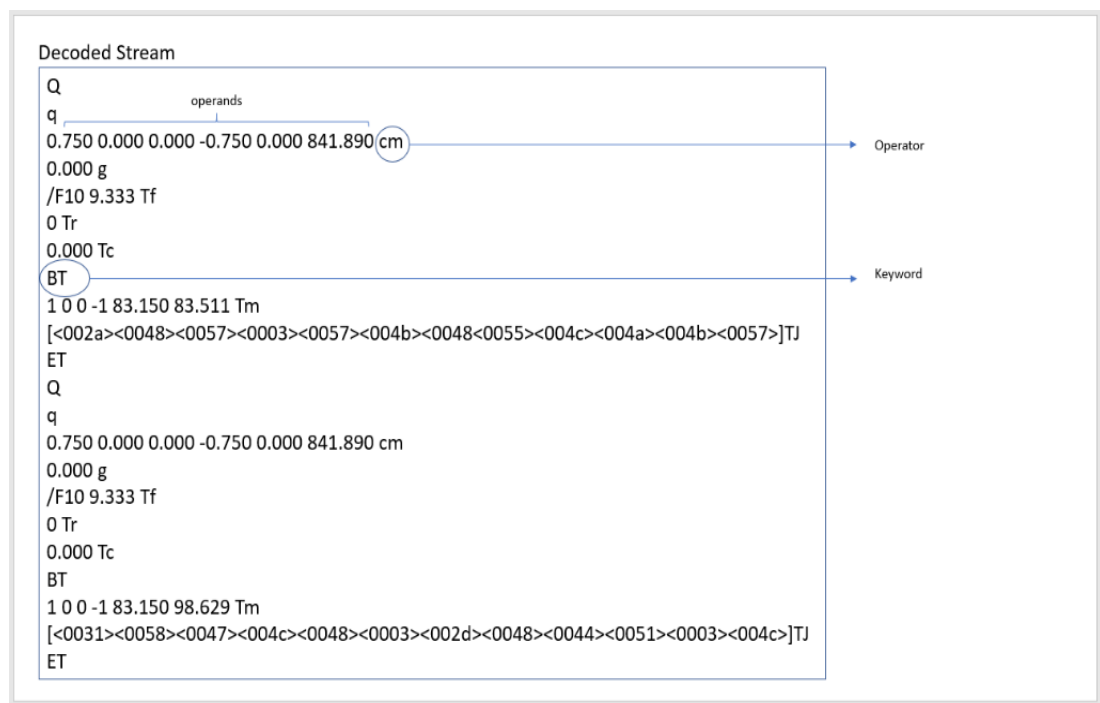 Decoded Stream
Q
operands
q
0.750 0.000 0.000 -0.750 0.000 841.890 cm
Operator
0.000 g
/F10 9.333 Tf
0 Tr
0.000 Tc
BT
Keyword
1 0 0 -1 83.150 83.511 Tm
[<002a><0048><0057><0003><0057><004b><0048<0055><004c><004a><004b><0057>]TJ
ET
Q
q
0.750 0.000 0.000 -0.750 0.000 841.890 cm
0.000 g
/F10 9.333 Tf
0 Tr
0.000 Tc
BT
1 0 0 -1 83.150 98.629 Tm
[<0031><0058><0047><004c><0048><0003><002d><0048><0044><0051><0003><004c>]TJ
ET